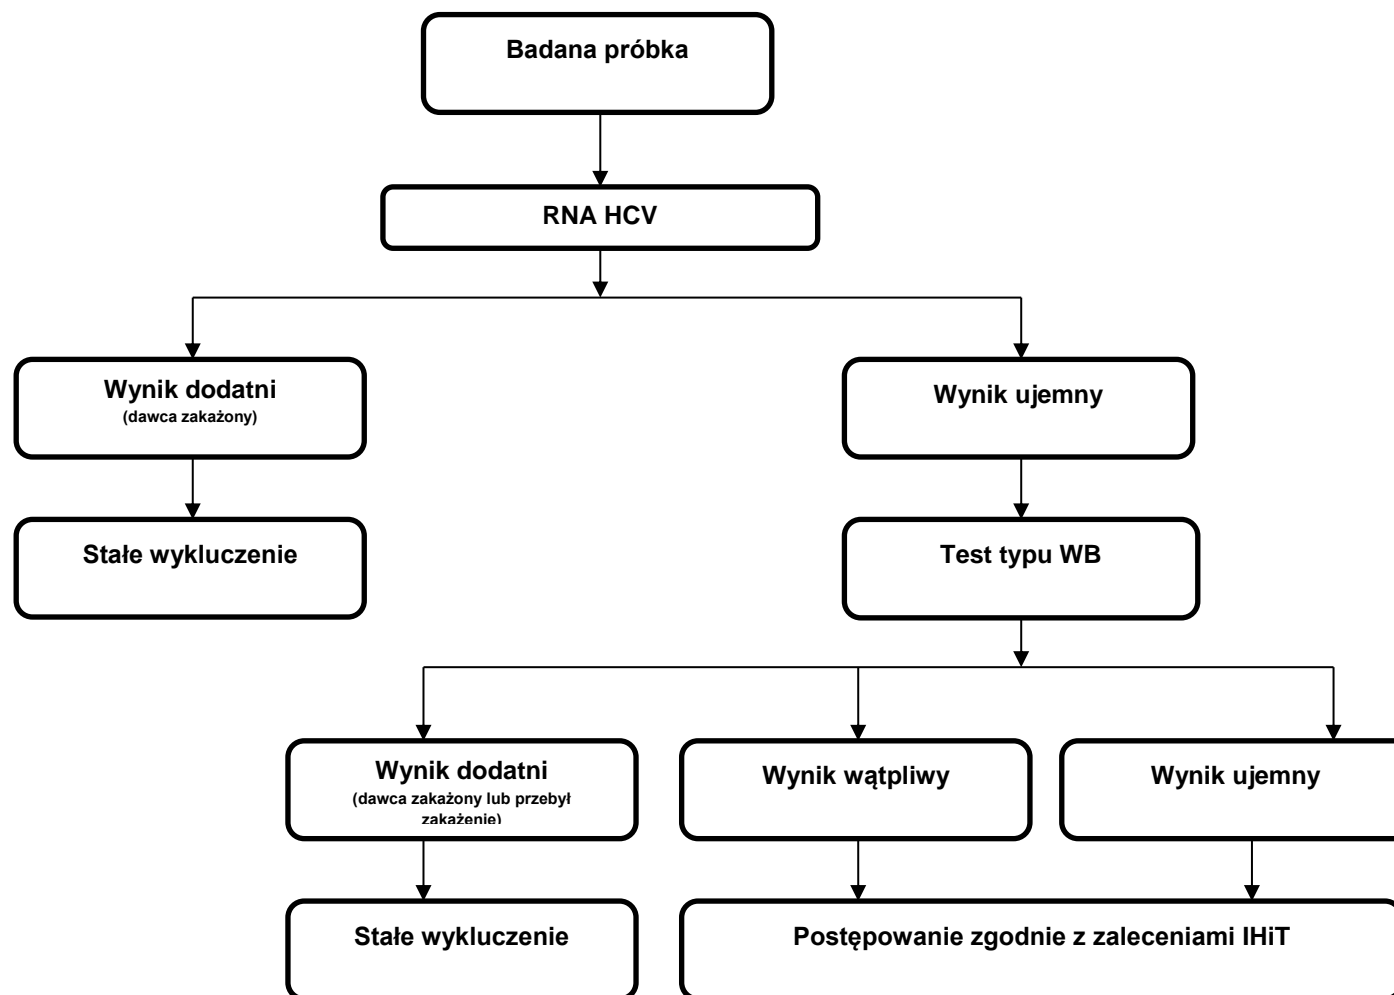 Badana próbka
RNA HCV
Wynik dodatni
(dawca zakażony)
Wynik ujemny
Stałe wykluczenie
Test typu WB
Wynik dodatni
(dawca zakażony lub przebył
zakażenie)
Wynik wątpliwy
Wynik ujemny
Stałe wykluczenie
Postępowanie zgodnie z zaleceniami IHiT